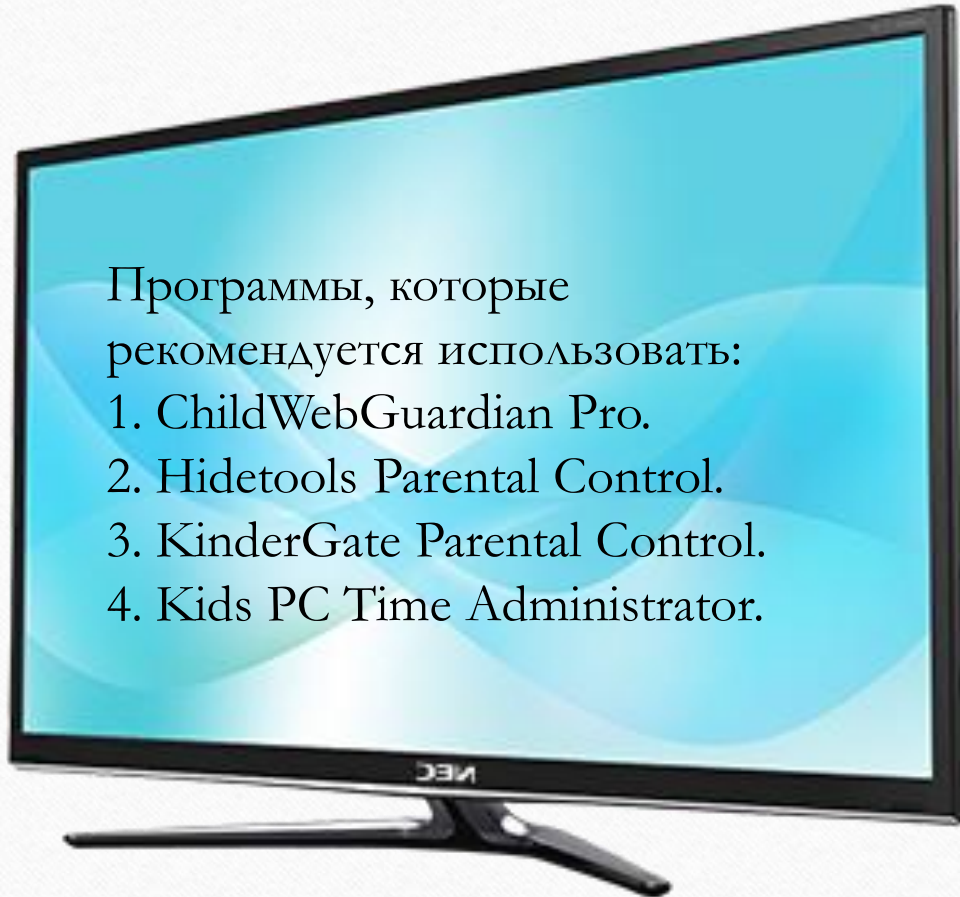 Программы, которые
рекомендуется использовать:
1. ChildWebGuardian Pro.
2. Hidetools Parental Control.
3. KinderGate Parental Control.
4. Kids PC Time Administrator.
NEC